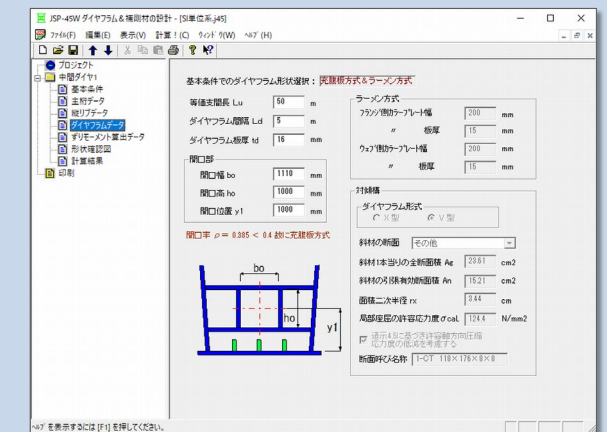 JSP-45W ダイヤフラム&補剛材の設計 - [SI単位系.j45]
ファイル(F) 編集(E) 表示(V) 計算!(C) ウィンドウ(W) ヘルプ(H)
プロジェクト
中間ダイヤ1
基本条件
主桁データ
縦リブデータ
ダイヤフラムデータ
ずりモーメント算出データ
形状確認図
計算結果
印刷
基本条件でのダイヤフラム形状選択: 充腹板方式&ラーメン方式
等値支間長 Lu 50 m
ダイヤフラム間隔 Ld 5 m
ダイヤフラム板厚 td 16 mm
開口部
開口幅 bo 1110 mm
開口高 ho 1000 mm
開口位置 y1 1000 mm
開口率 ρ = 0.385 < 0.4 故に充腹板方式
bo
ho
y1
ラーメン方式
フランジ側カラープレート幅 200 mm
〃 板厚 15 mm
ウェブ側カラープレート幅 200 mm
〃 板厚 15 mm
対傾構
ダイヤフラム形式
X型 V型
斜材の断面 その他
斜材1本当りの全断面積 Ag 23.61 cm2
斜材の引張有効断面積 An 15.21 cm2
面積二次半径 rx 3.44 cm
局部座屈の許容応力度 σcaL 124.4 N/mm2
道示4.8に基づき許容軸方向圧縮
応力度の低減を考慮する
断面呼び名称 1-CT 118×176×8×8
ヘルプを表示するには [F1] を押してください。